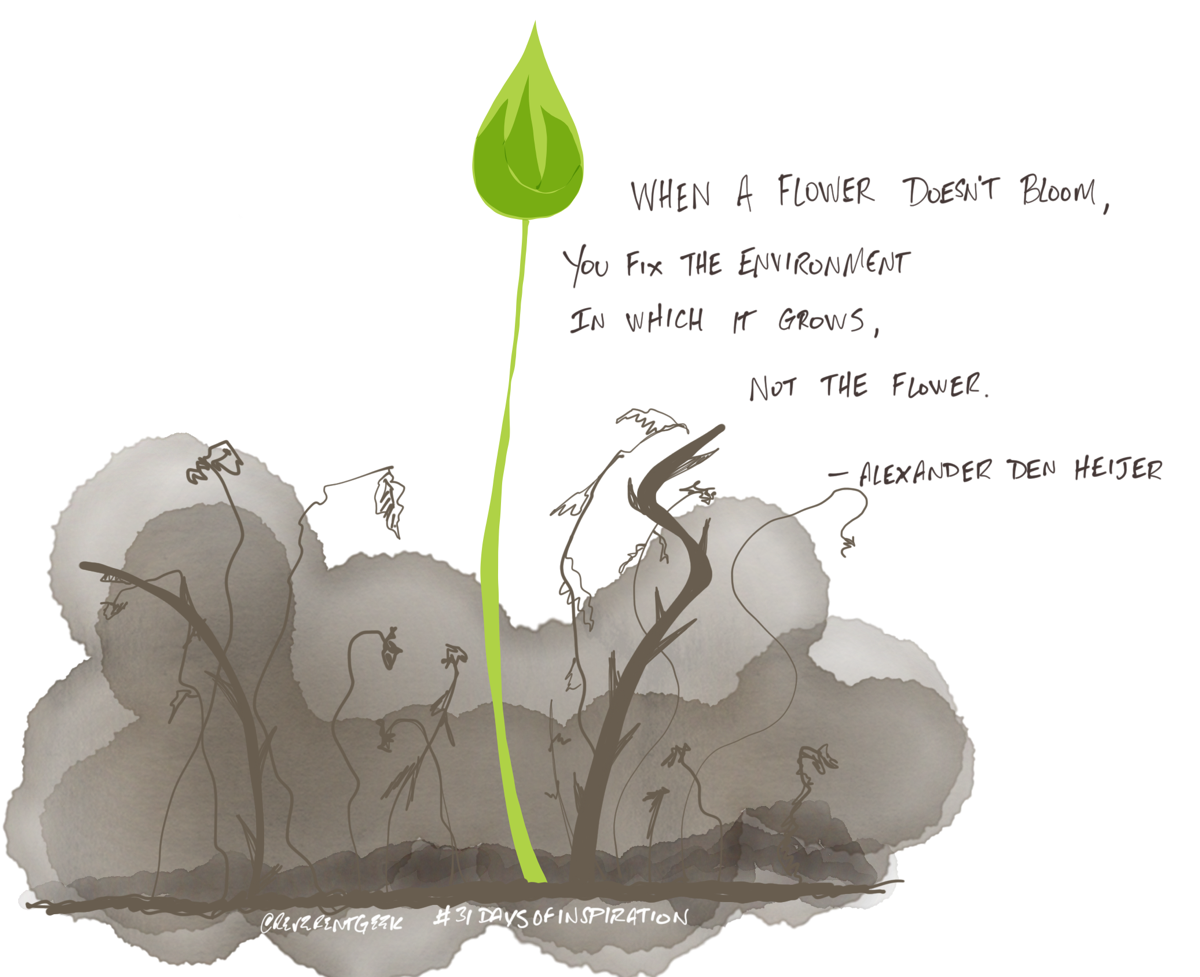 WHEN A FLOWER DOESN'T BLOOM,
YOU FIX THE ENVIRONMENT
IN WHICH IT GROWS,
NOT THE FLOWER.
— ALEXANDER DEN HEIJER
@REVERENTGEEK #31DAYSOFINSPIRATION